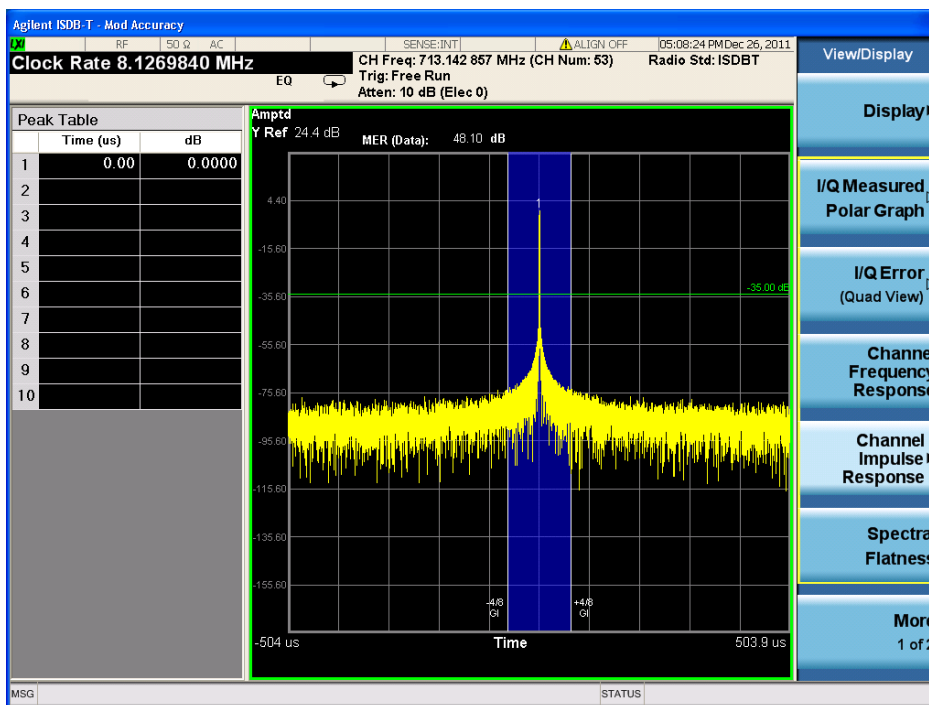 Agilent ISDB-T - Mod Accuracy
LXI RF 50 Ω AC SENSE:INT ALIGN OFF 05:08:24 PM Dec 26, 2011
Clock Rate 8.1269840 MHz
CH Freq: 713.142 857 MHz (CH Num: 53) Radio Std: ISDBT
EQ Trig: Free Run
Atten: 10 dB (Elec 0)
Peak Table
Time (us) dB
1 0.00 0.0000
2
3
4
5
6
7
8
9
10
Amptd
Y Ref 24.4 dB
MER (Data): 48.10 dB
1
4.40
-15.60
-35.60
-35.00 dB
-55.60
-75.60
-95.60
-115.60
-135.60
-155.60
-4/8 GI
+4/8 GI
-504 us Time 503.9 us
View/Display
Display
I/Q Measured
Polar Graph
I/Q Error
(Quad View)
Channe
Frequency
Response
Channel
Impulse
Response
Spectra
Flatness
More
1 of 2
MSG STATUS